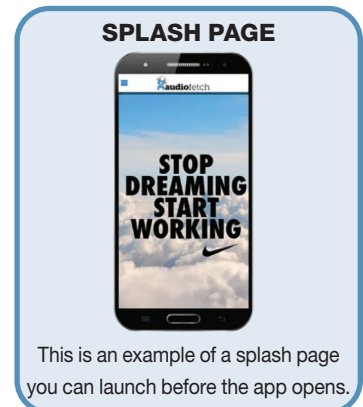 SPLASH PAGE
audiofetch
STOP
DREAMING
START
WORKING
This is an example of a splash page
you can launch before the app opens.